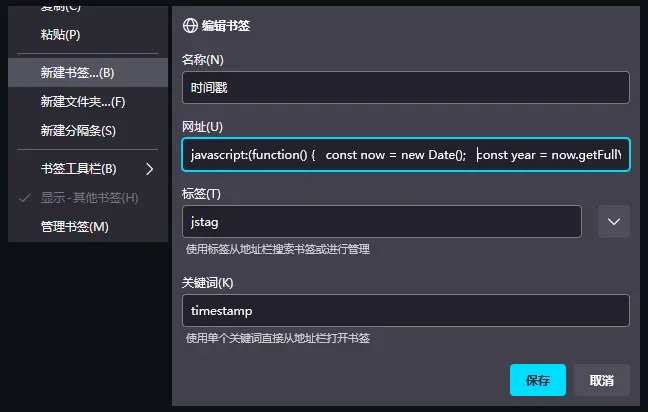 复制(C)
粘贴(P)
新建书签...(B)
新建文件夹...(F)
新建分隔条(S)
书签工具栏(B)
显示 - 其他书签(H)
管理书签(M)
编辑书签
名称(N)
时间戳
网址(U)
javascript:(function() {   const now = new Date();   const year = now.getFullY
标签(T)
jstag
使用标签从地址栏搜索书签或进行管理
关键词(K)
timestamp
使用单个关键词直接从地址栏打开书签
保存
取消